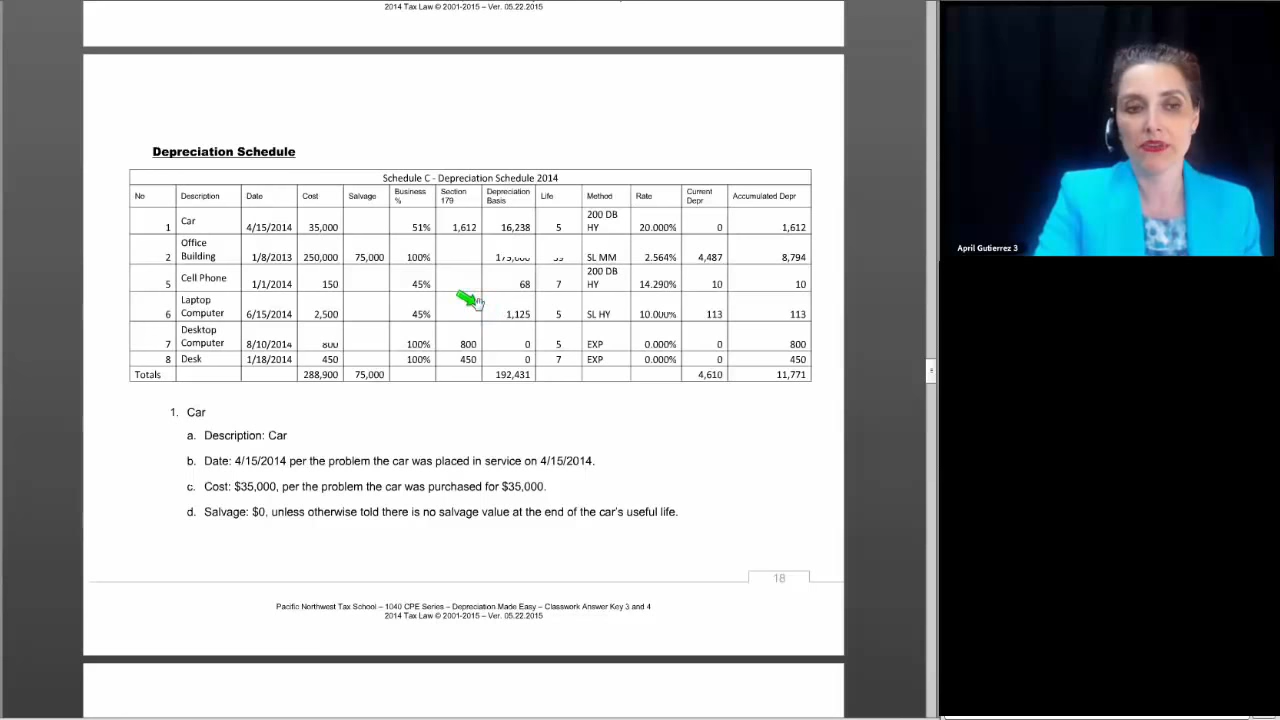 2014 Tax Law © 2001-2015 – Ver. 05.22.2015
Depreciation Schedule
Schedule C - Depreciation Schedule 2014
No Description Date Cost Salvage Business % Section 179 Depreciation Basis Life Method Rate Current Depr Accumulated Depr
1 Car 4/15/2014 35,000 51% 1,612 16,238 5 200 DB HY 20.000% 0 1,612
2 Office Building 1/8/2013 250,000 75,000 100% SL MM 2.564% 4,487 8,794
5 Cell Phone 1/1/2014 150 45% 68 7 200 DB HY 14.290% 10 10
6 Laptop Computer 6/15/2014 2,500 45% 1,125 5 SL HY 10.000% 113 113
7 Desktop Computer 8/10/2014 800 100% 800 0 5 EXP 0.000% 0 800
8 Desk 1/18/2014 450 100% 450 0 7 EXP 0.000% 0 450
Totals 288,900 75,000 192,431 4,610 11,771
1. Car
a. Description: Car
b. Date: 4/15/2014 per the problem the car was placed in service on 4/15/2014.
c. Cost: $35,000, per the problem the car was purchased for $35,000.
d. Salvage: $0, unless otherwise told there is no salvage value at the end of the car's useful life.
18
Pacific Northwest Tax School – 1040 CPE Series – Depreciation Made Easy – Classwork Answer Key 3 and 4
2014 Tax Law © 2001-2015 – Ver. 05.22.2015
April Gutierrez 3